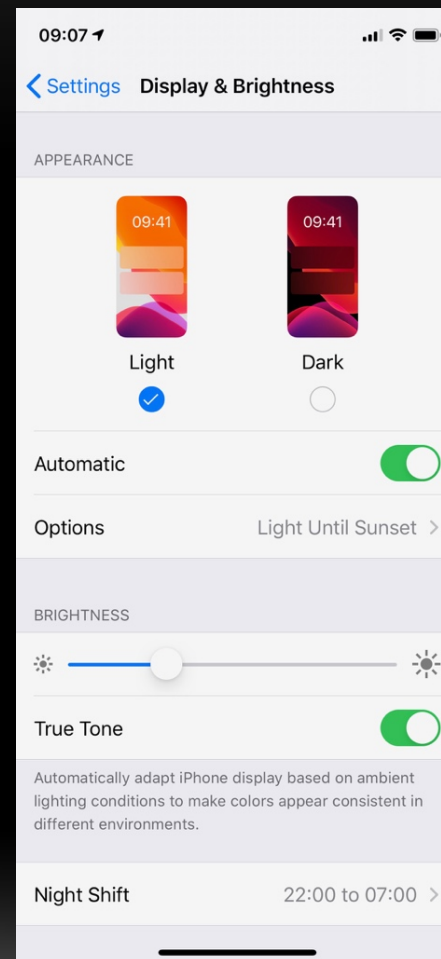 09:07
Settings Display & Brightness
APPEARANCE
09:41 09:41
Light Dark
Automatic
Options Light Until Sunset
BRIGHTNESS
True Tone
Automatically adapt iPhone display based on ambient
lighting conditions to make colors appear consistent in
different environments.
Night Shift 22:00 to 07:00